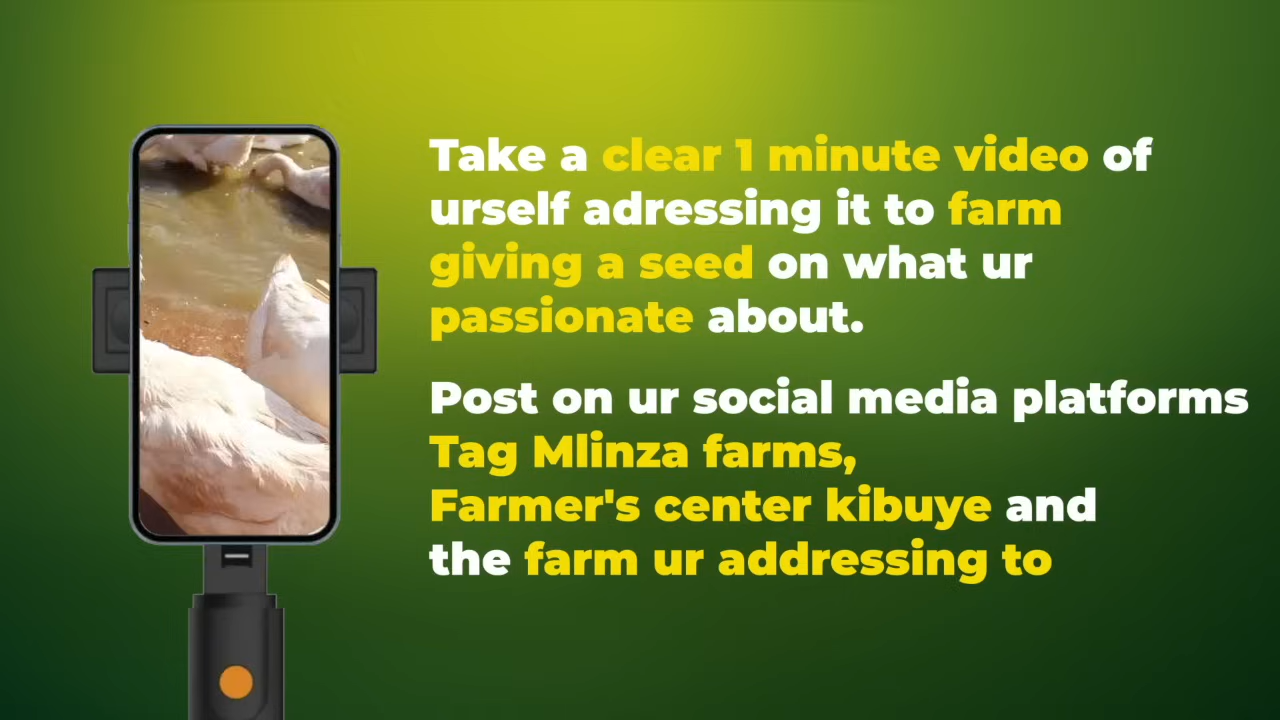 Take a clear 1 minute video of
urself adressing it to farm
giving a seed on what ur
passionate about.
Post on ur social media platforms
Tag Mlinza farms,
Farmer's center kibuye and
the farm ur addressing to